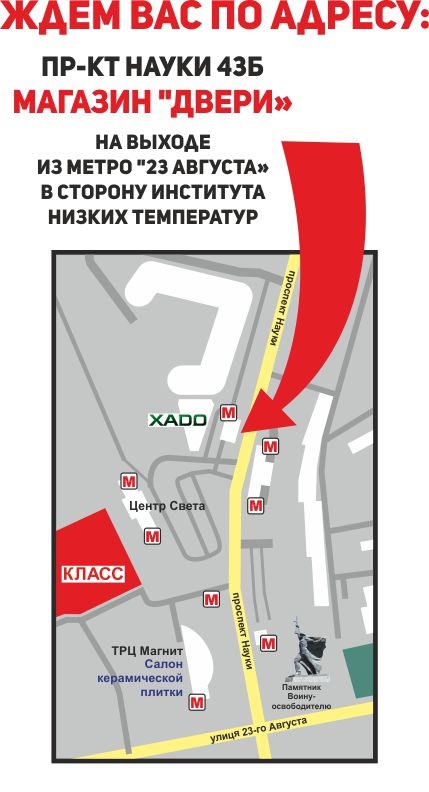 ЖДЕМ ВАС ПО АДРЕСУ:
ПР-КТ НАУКИ 43Б
МАГАЗИН "ДВЕРИ»
НА ВЫХОДЕ
ИЗ МЕТРО "23 АВГУСТА»
В СТОРОНУ ИНСТИТУТА
НИЗКИХ ТЕМПЕРАТУР
проспект Науки
XADO
М
М
М
Центр Света
М
М
КЛАСС
М
проспект Науки
М
ТРЦ Магнит
Салон
керамической
плитки
М
Памятник
Воину-
освободителю
улиця 23-го Августа